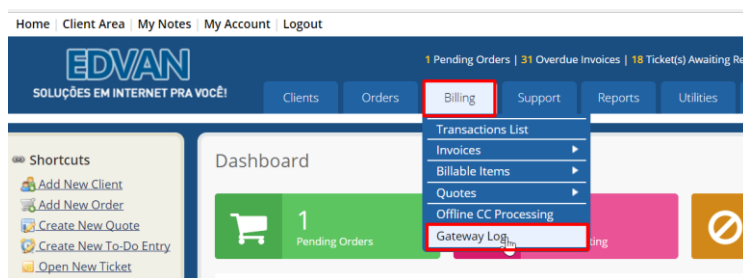 Home | Client Area | My Notes | My Account | Logout
EDVAN
SOLUÇÕES EM INTERNET PRA VOCÊ!
1 Pending Orders | 31 Overdue Invoices | 18 Ticket(s) Awaiting Re
Clients Orders Billing Support Reports Utilities
Transactions List
Invoices
Billable Items
Quotes
Offline CC Processing
Gateway Log
Shortcuts
Add New Client
Add New Order
Create New Quote
Create New To-Do Entry
Open New Ticket
Dashboard
1
Pending Orders
ting